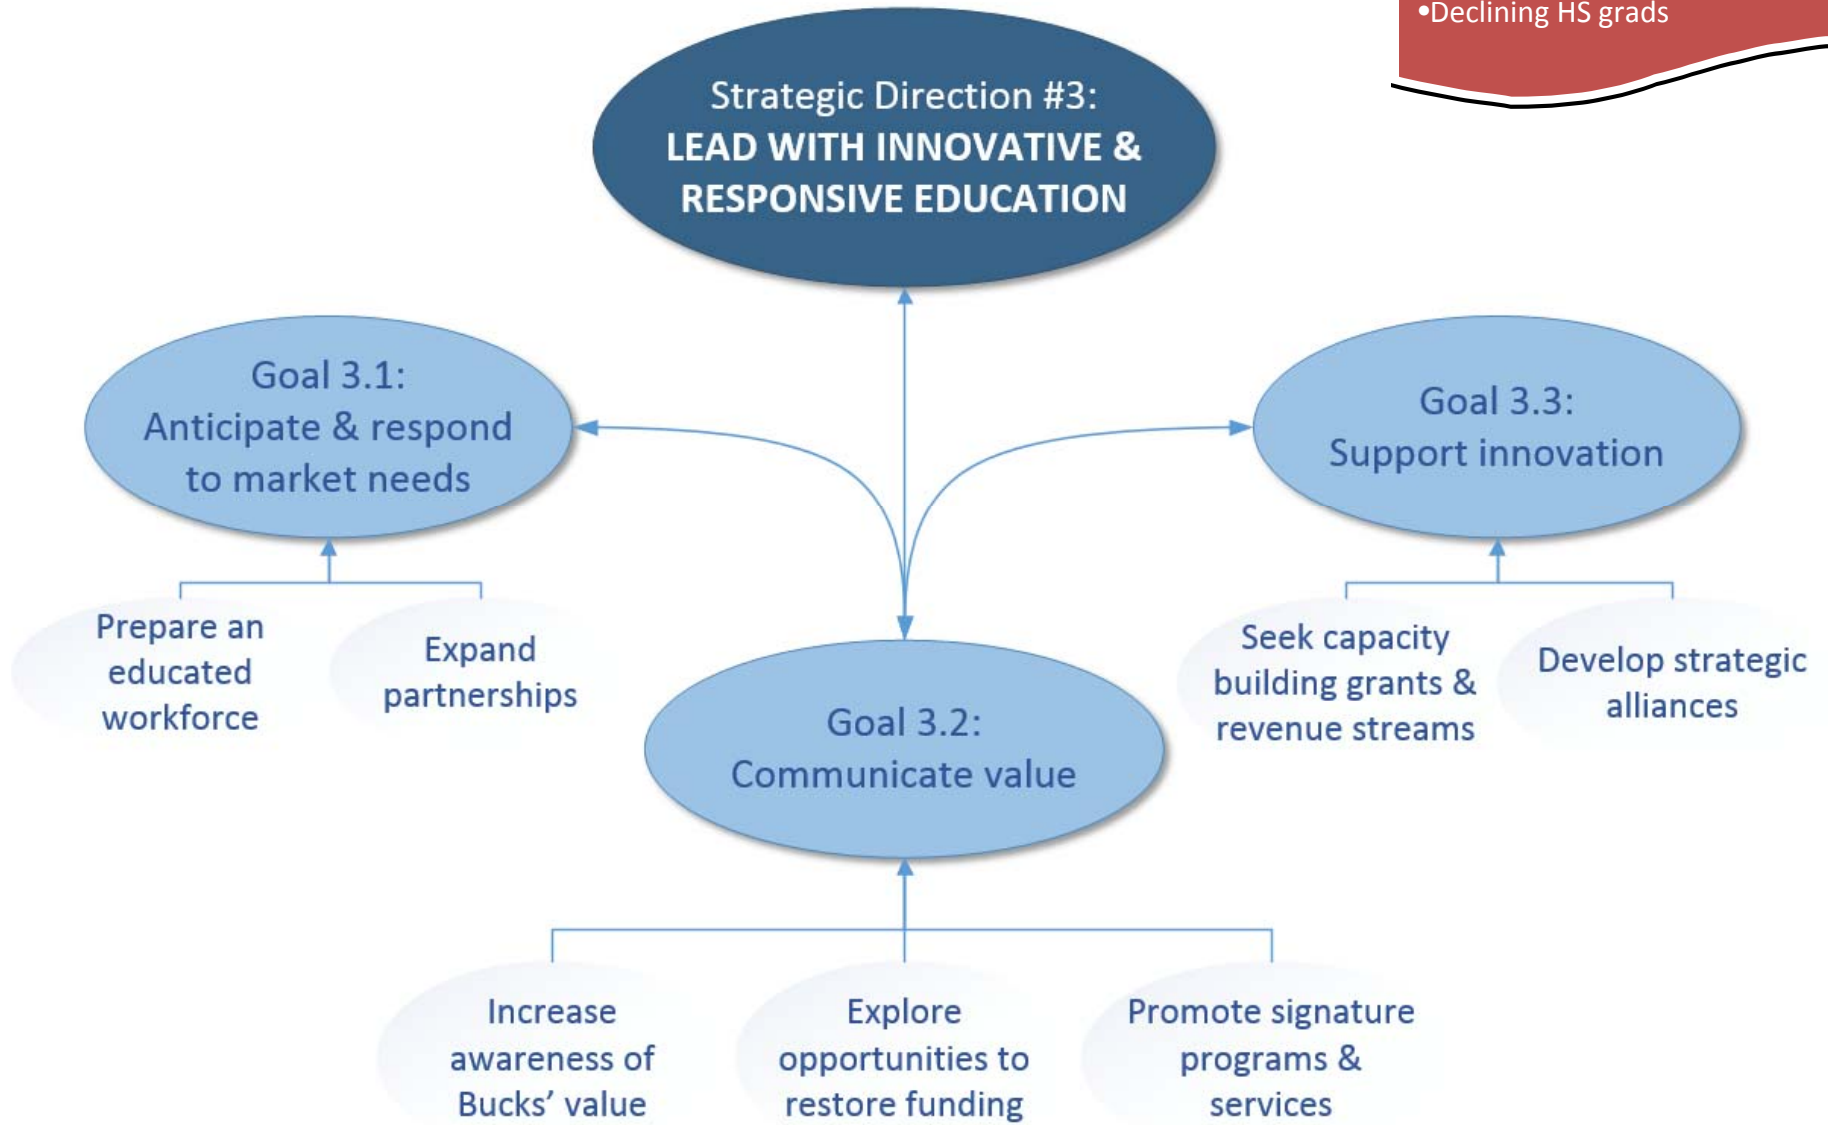 •Declining HS grads
Strategic Direction #3:
LEAD WITH INNOVATIVE &
RESPONSIVE EDUCATION
Goal 3.1:
Anticipate & respond
to market needs
Goal 3.3:
Support innovation
Prepare an
educated
workforce
Expand
partnerships
Goal 3.2:
Communicate value
Seek capacity
building grants &
revenue streams
Develop strategic
alliances
Increase
awareness of
Bucks’ value
Explore
opportunities to
restore funding
Promote signature
programs &
services